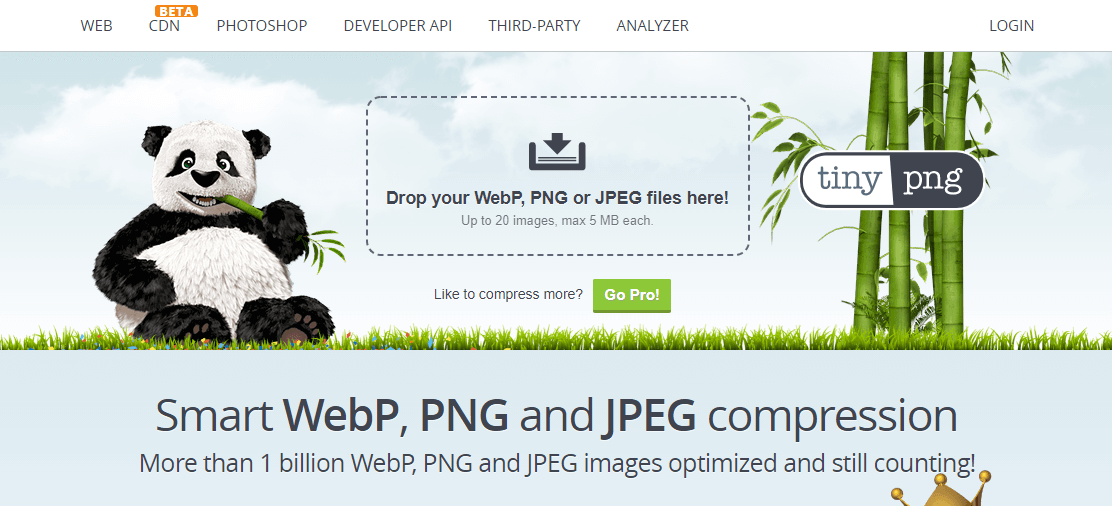 BETA
WEB CDN PHOTOSHOP DEVELOPER API THIRD-PARTY ANALYZER LOGIN
Drop your WebP, PNG or JPEG files here!
Up to 20 images, max 5 MB each.
tiny png
Like to compress more? Go Pro!
Smart WebP, PNG and JPEG compression
More than 1 billion WebP, PNG and JPEG images optimized and still counting!